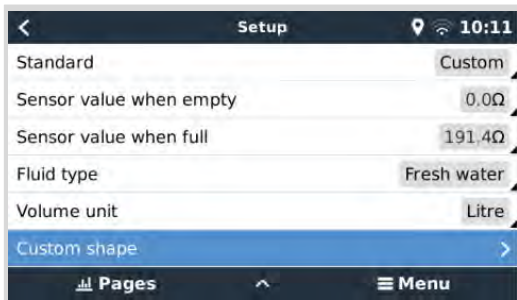 Setup 10:11
Standard Custom
Sensor value when empty 0.0Ω
Sensor value when full 191.4Ω
Fluid type Fresh water
Volume unit Litre
Custom shape
Pages Menu